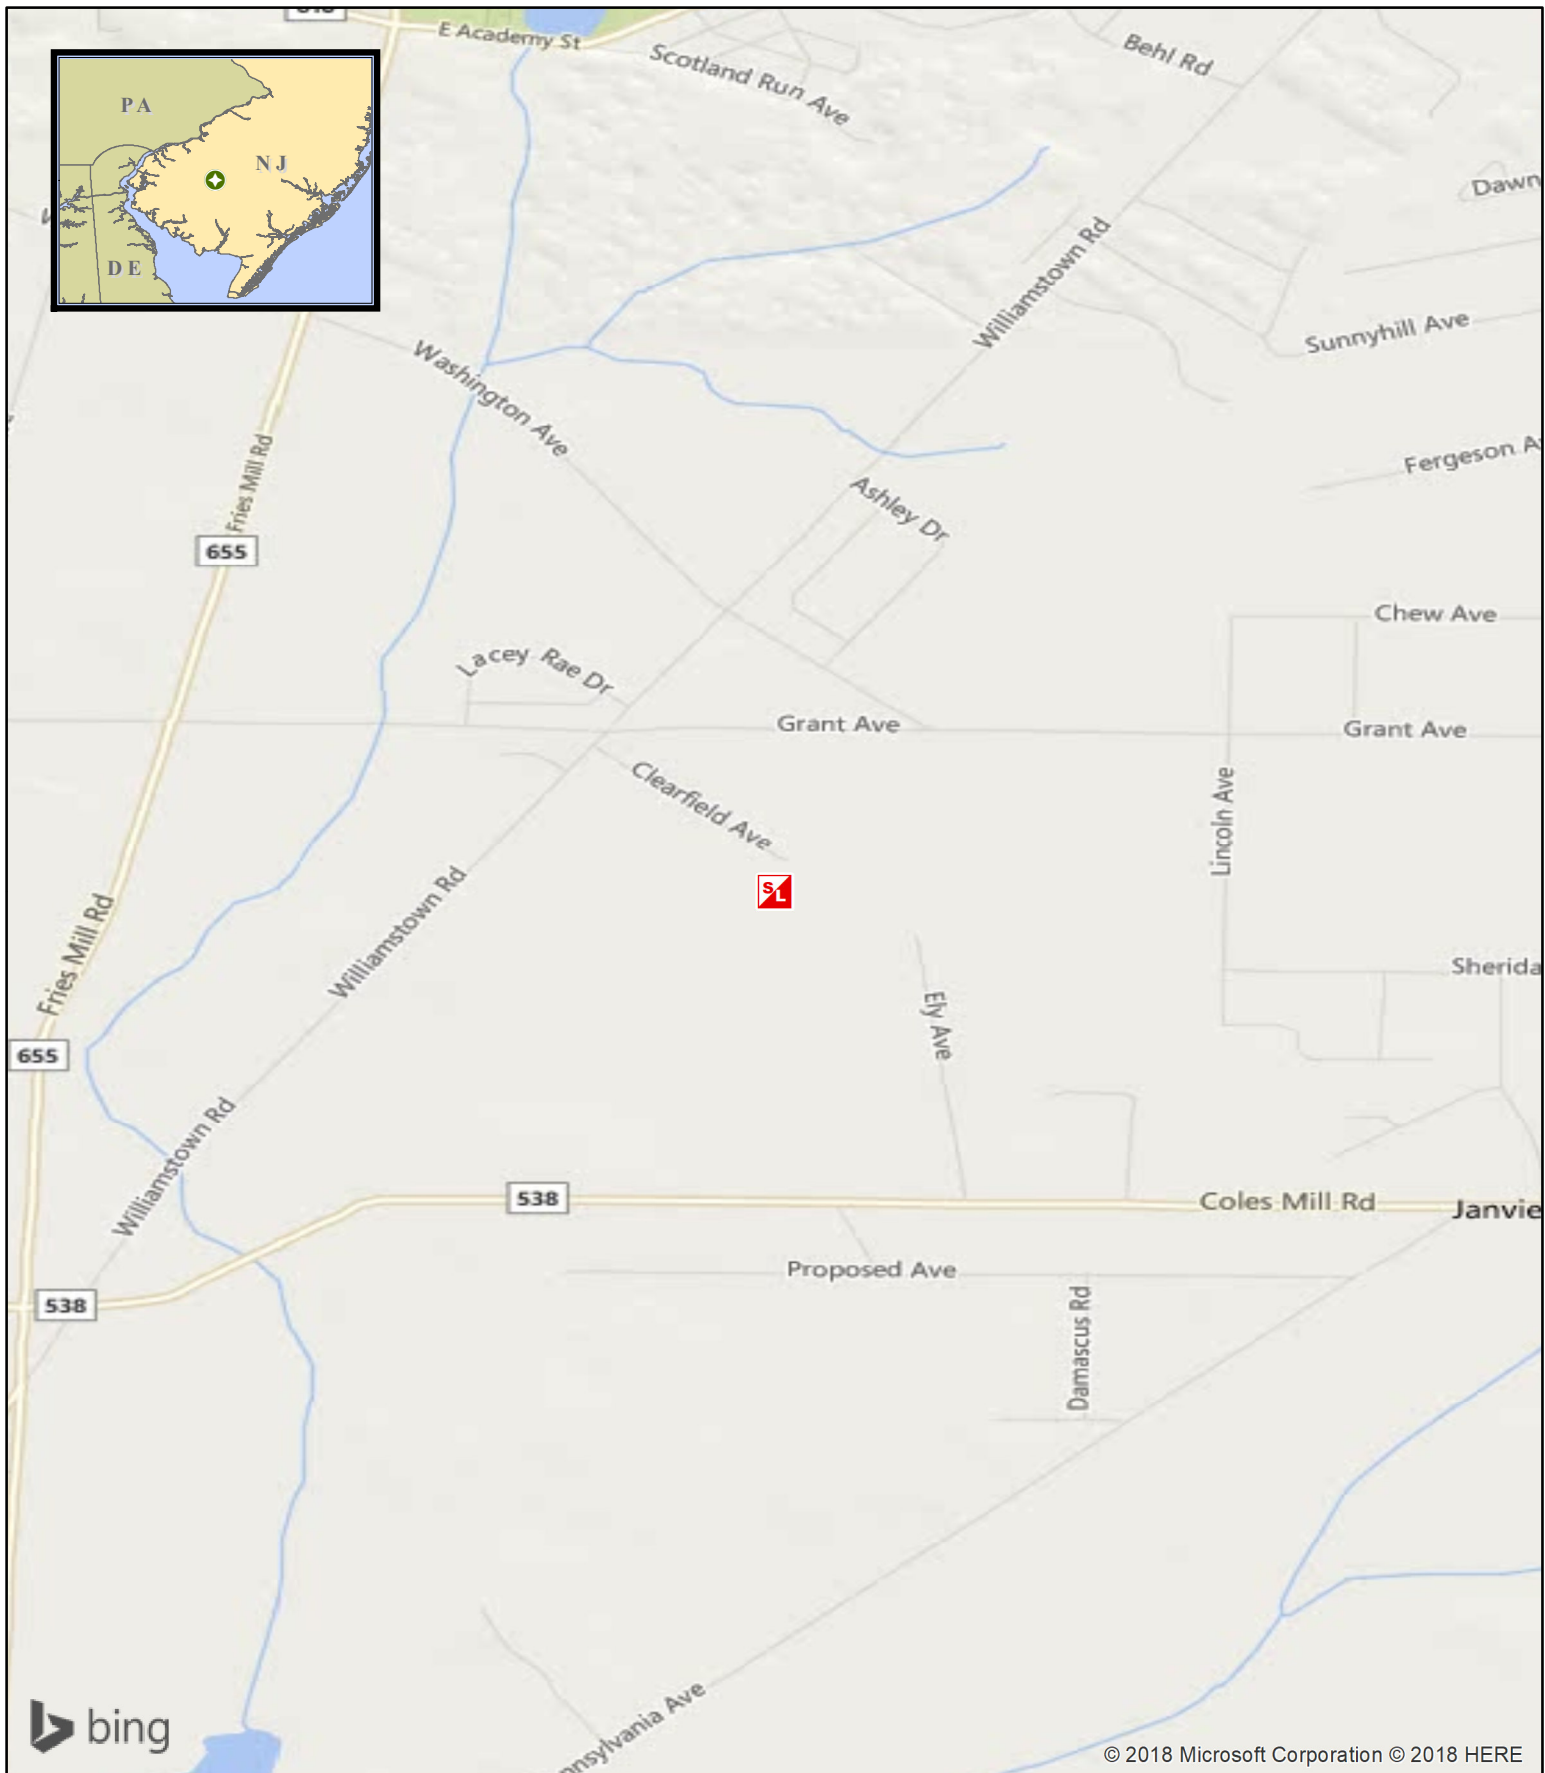 E Academy St
Scotland Run Ave
Behl Rd
PA
NJ
DE
Dawn
Williamstown Rd
Sunnyhill Ave
Washington Ave
Fergeson A
Fries Mill Rd
Ashley Dr
655
Chew Ave
Lacey Rae Dr
Grant Ave
Grant Ave
Clearfield Ave
Lincoln Ave
S
L
Williamstown Rd
Fries Mill Rd
Sherida
Ely Ave
655
Williamstown Rd
538
Coles Mill Rd
Janvie
Proposed Ave
538
Damascus Rd
nnsylvania Ave
bing
© 2018 Microsoft Corporation © 2018 HERE